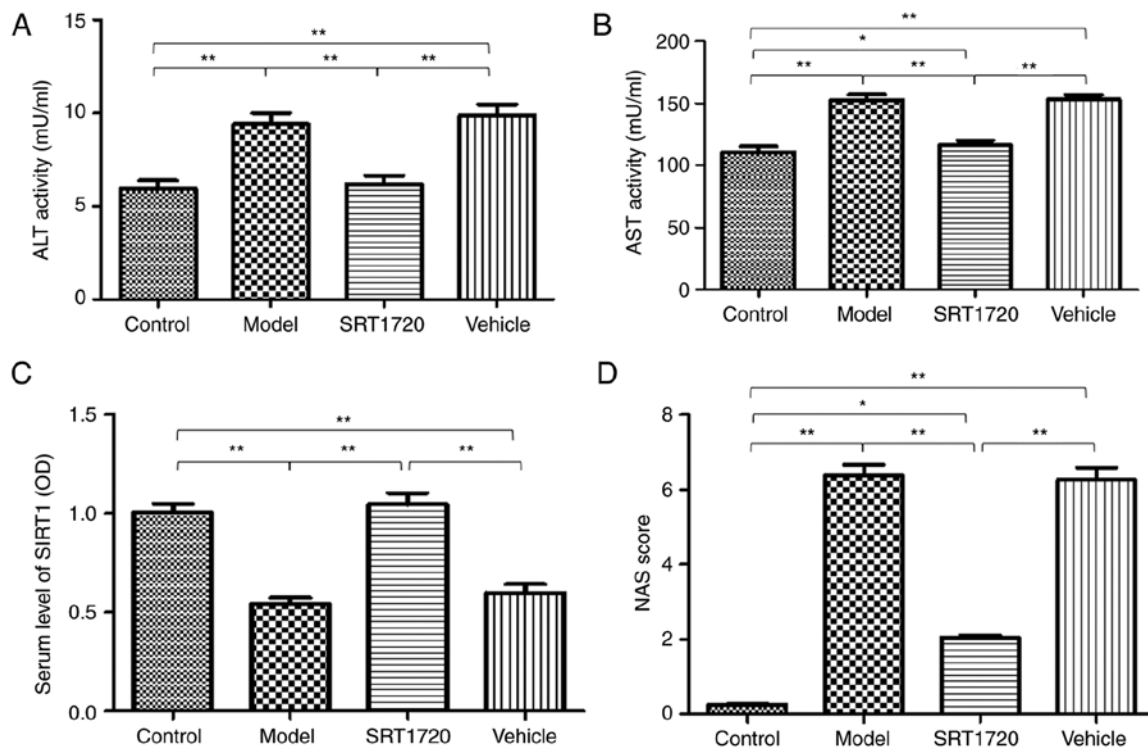 A
ALT activity (mU/ml)
15
10
5
0
**
** ** **
Control Model SRT1720 Vehicle
B
AST activity (mU/ml)
200
150
100
50
0
**
*
** ** **
Control Model SRT1720 Vehicle
C
Serum level of SIRT1 (OD)
1.5
1.0
0.5
0.0
**
** ** **
Control Model SRT1720 Vehicle
D
NAS score
8
6
4
2
0
**
*
** ** **
Control Model SRT1720 Vehicle